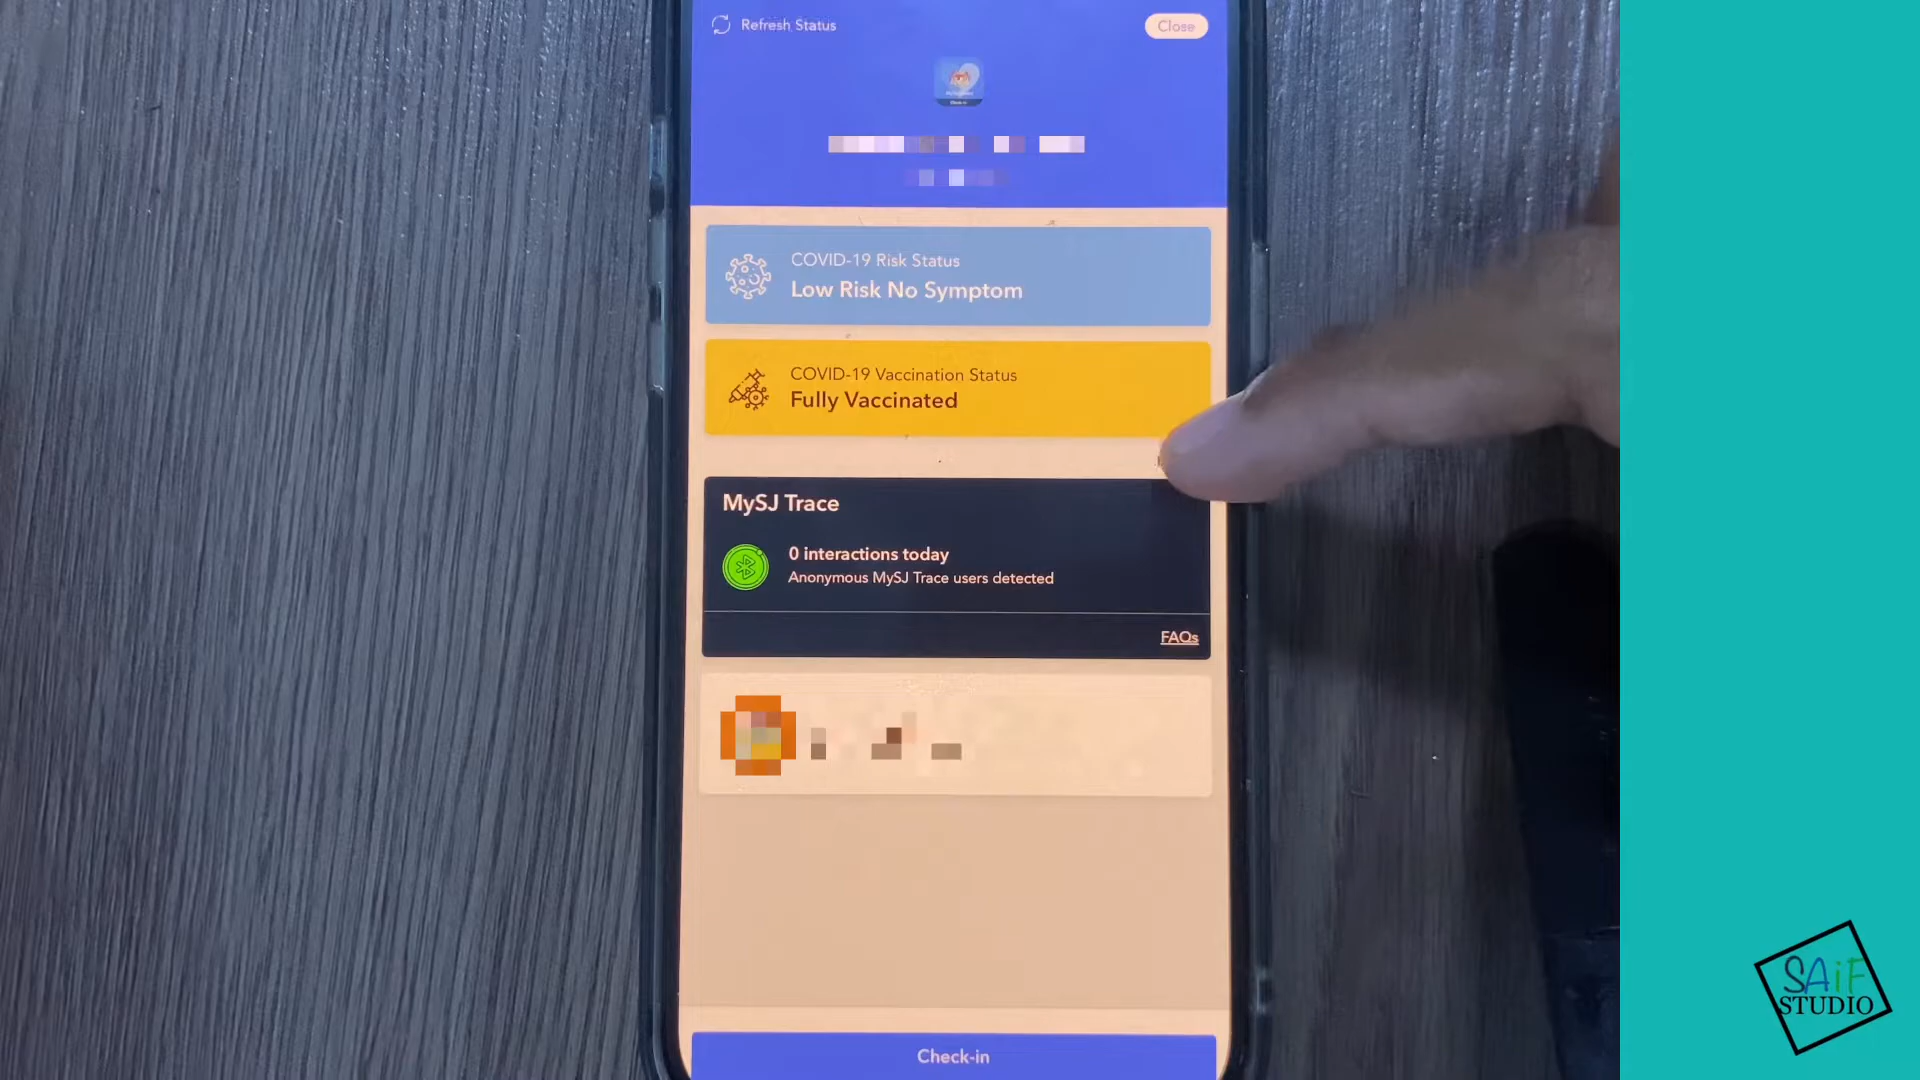 Refresh Status
Close
COVID-19 Risk Status
Low Risk No Symptom
COVID-19 Vaccination Status
Fully Vaccinated
MySJ Trace
0 interactions today
Anonymous MySJ Trace users detected
FAQs
Check-in
SAiF
STUDIO